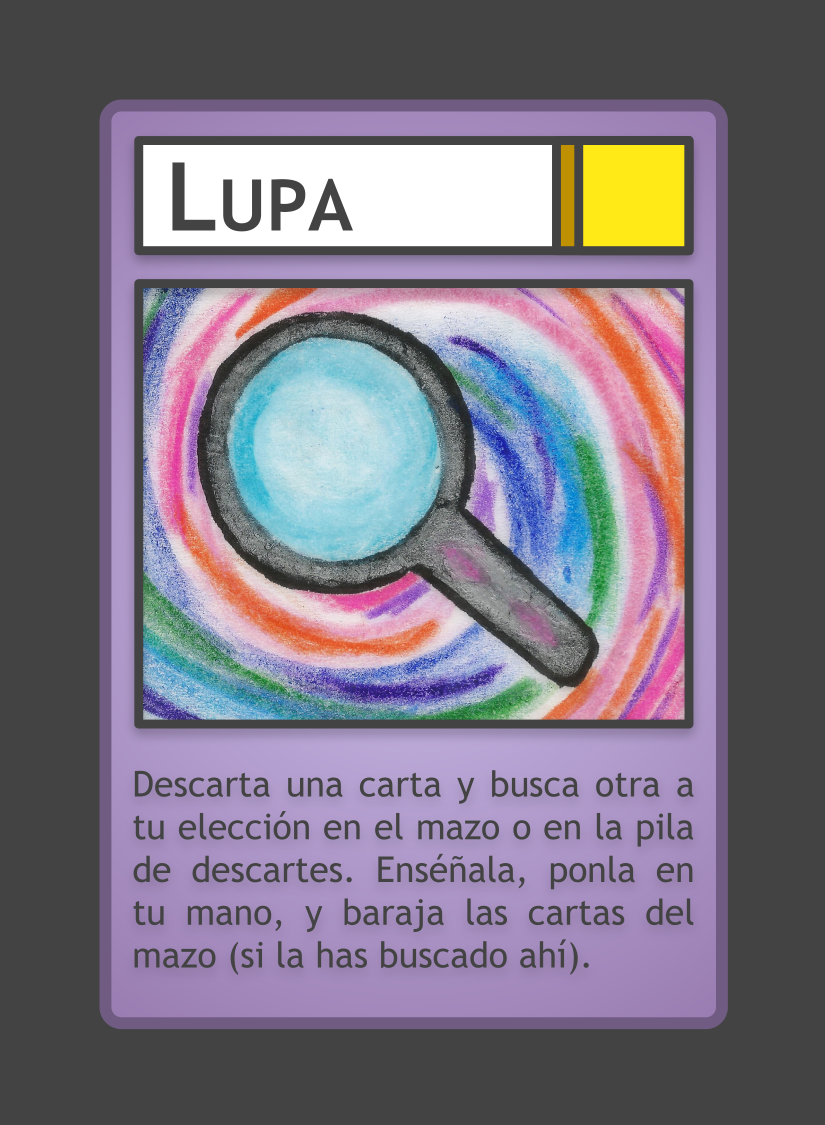 Lupa
Descarta una carta y busca otra a
tu elección en el mazo o en la pila
de descartes. Enséñala, ponla en
tu mano, y baraja las cartas del
mazo (si la has buscado ahí).